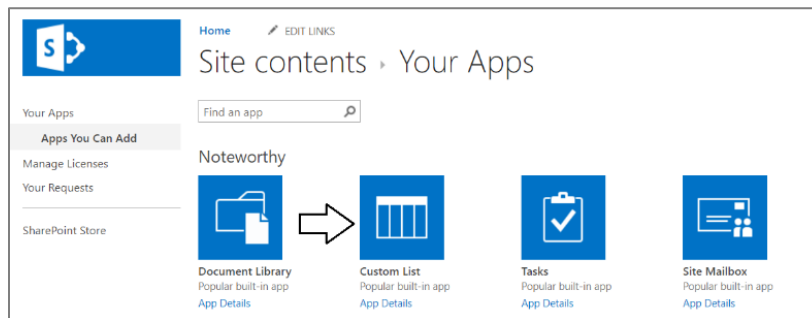 S
Home EDIT LINKS
Site contents › Your Apps
Your Apps
Apps You Can Add
Manage Licenses
Your Requests
SharePoint Store
Find an app
Noteworthy
Document Library Custom List Tasks Site Mailbox
Popular built-in app Popular built-in app Popular built-in app Popular built-in app
App Details App Details App Details App Details